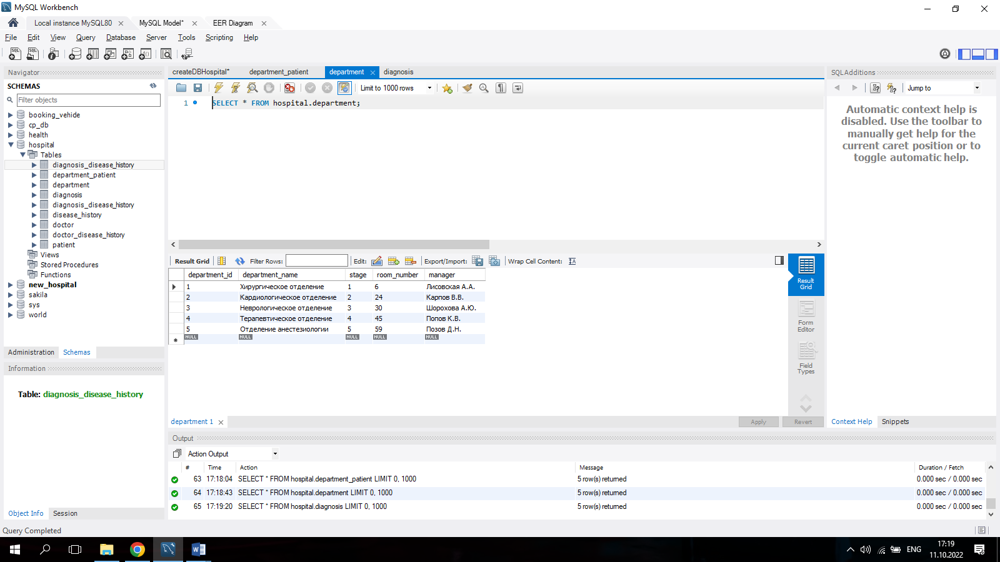 MySQL Workbench
Local instance MySQL80
MySQL Model*
EER Diagram
File Edit View Query Database Server Tools Scripting Help
Navigator
SCHEMAS
Filter objects
booking_vehide
cp_db
health
hospital
Tables
diagnosis_disease_history
department_patient
department
diagnosis
diagnosis_disease_history
disease_history
doctor
doctor_disease_history
patient
Views
Stored Procedures
Functions
new_hospital
sakila
sys
world
Administration Schemas
Information
Table: diagnosis_disease_history
Object Info Session
createDBHospital* department_patient department diagnosis
Limit to 1000 rows
1 SELECT * FROM hospital.department;
Result Grid Filter Rows: Edit: Export/Import: Wrap Cell Content:
department_id department_name stage room_number manager
1 Хирургическое отделение 1 6 Лисовская А.А.
2 Кардиологическое отделение 2 24 Карпов В.В.
3 Неврологическое отделение 3 30 Шорохова А.Ю.
4 Терапевтическое отделение 4 45 Попов К.В.
5 Отделение анестезиологии 5 59 Позов Д.Н.
NULL NULL NULL NULL NULL
Result
Grid
Form
Editor
Field
Types
department 1
Apply Revert
SQLAdditions
Jump to
Automatic context help is
disabled. Use the toolbar to
manually get help for the
current caret position or to
toggle automatic help.
Context Help Snippets
Output
Action Output
# Time Action Message Duration / Fetch
63 17:18:04 SELECT * FROM hospital.department_patient LIMIT 0, 1000 5 row(s) returned 0.000 sec / 0.000 sec
64 17:18:43 SELECT * FROM hospital.department LIMIT 0, 1000 5 row(s) returned 0.000 sec / 0.000 sec
65 17:19:20 SELECT * FROM hospital.diagnosis LIMIT 0, 1000 5 row(s) returned 0.000 sec / 0.000 sec
Query Completed
ENG
17:19
11.10.2022